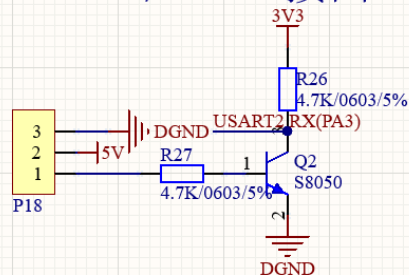 3V3
R26
4.7K/0603/5%
USART2_RX(PA3)
3
DGND
2
5V
R27
1
1
Q2
4.7K/0603/5%
S8050
P18
2
DGND